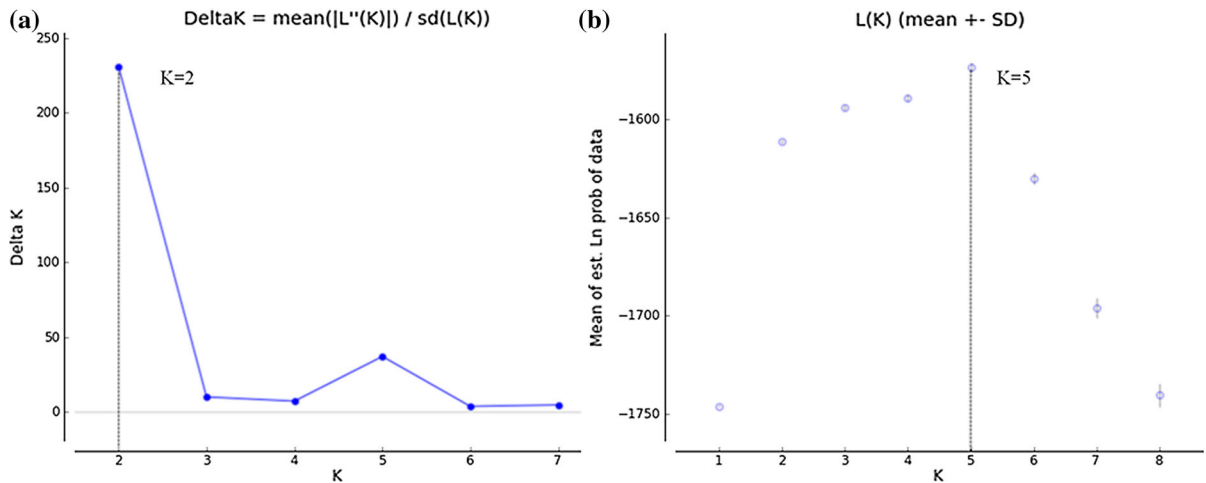 (a)
DeltaK = mean(|L''(K)|) / sd(L(K))
250
200
150
100
50
0
Delta K
K=2
2 3 4 5 6 7
K
(b)
L(K) (mean +- SD)
−1600
−1650
−1700
−1750
Mean of est. Ln prob of data
K=5
1 2 3 4 5 6 7 8
K